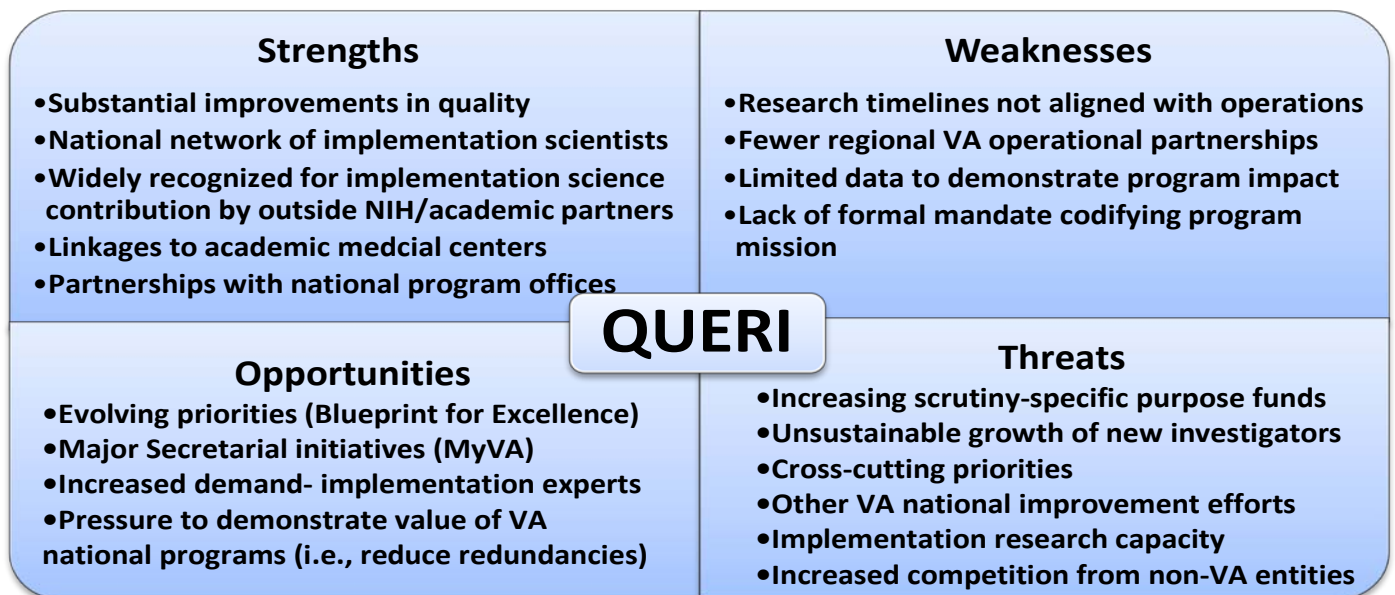 Strengths
•Substantial improvements in quality
•National network of implementation scientists
•Widely recognized for implementation science
contribution by outside NIH/academic partners
•Linkages to academic medcial centers
•Partnerships with national program offices
Weaknesses
•Research timelines not aligned with operations
•Fewer regional VA operational partnerships
•Limited data to demonstrate program impact
•Lack of formal mandate codifying program
mission
QUERI
Opportunities
•Evolving priorities (Blueprint for Excellence)
•Major Secretarial initiatives (MyVA)
•Increased demand- implementation experts
•Pressure to demonstrate value of VA
national programs (i.e., reduce redundancies)
Threats
•Increasing scrutiny-specific purpose funds
•Unsustainable growth of new investigators
•Cross-cutting priorities
•Other VA national improvement efforts
•Implementation research capacity
•Increased competition from non-VA entities